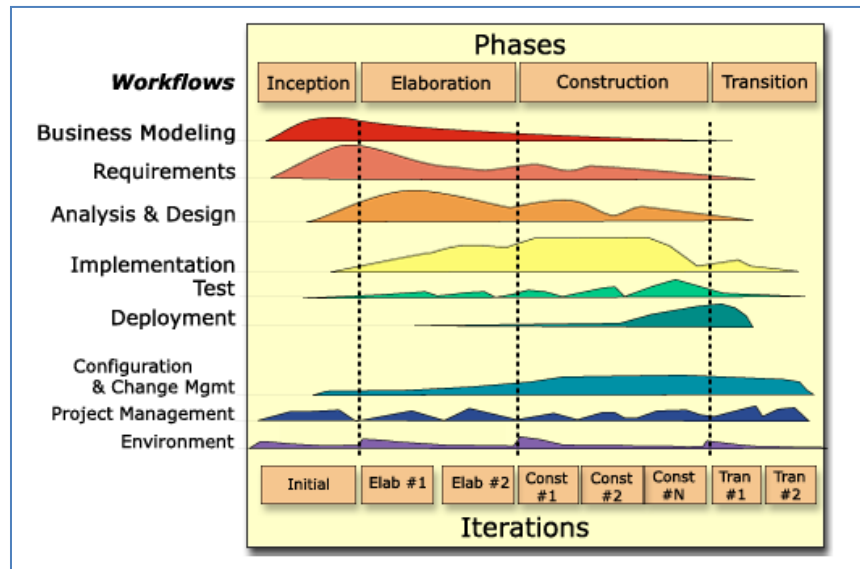 Phases
Workflows
Inception
Elaboration
Construction
Transition
Business Modeling
Requirements
Analysis & Design
Implementation
Test
Deployment
Configuration
& Change Mgmt
Project Management
Environment
Initial
Elab #1
Elab #2
Const
#1
Const
#2
Const
#N
Tran
#1
Tran
#2
Iterations